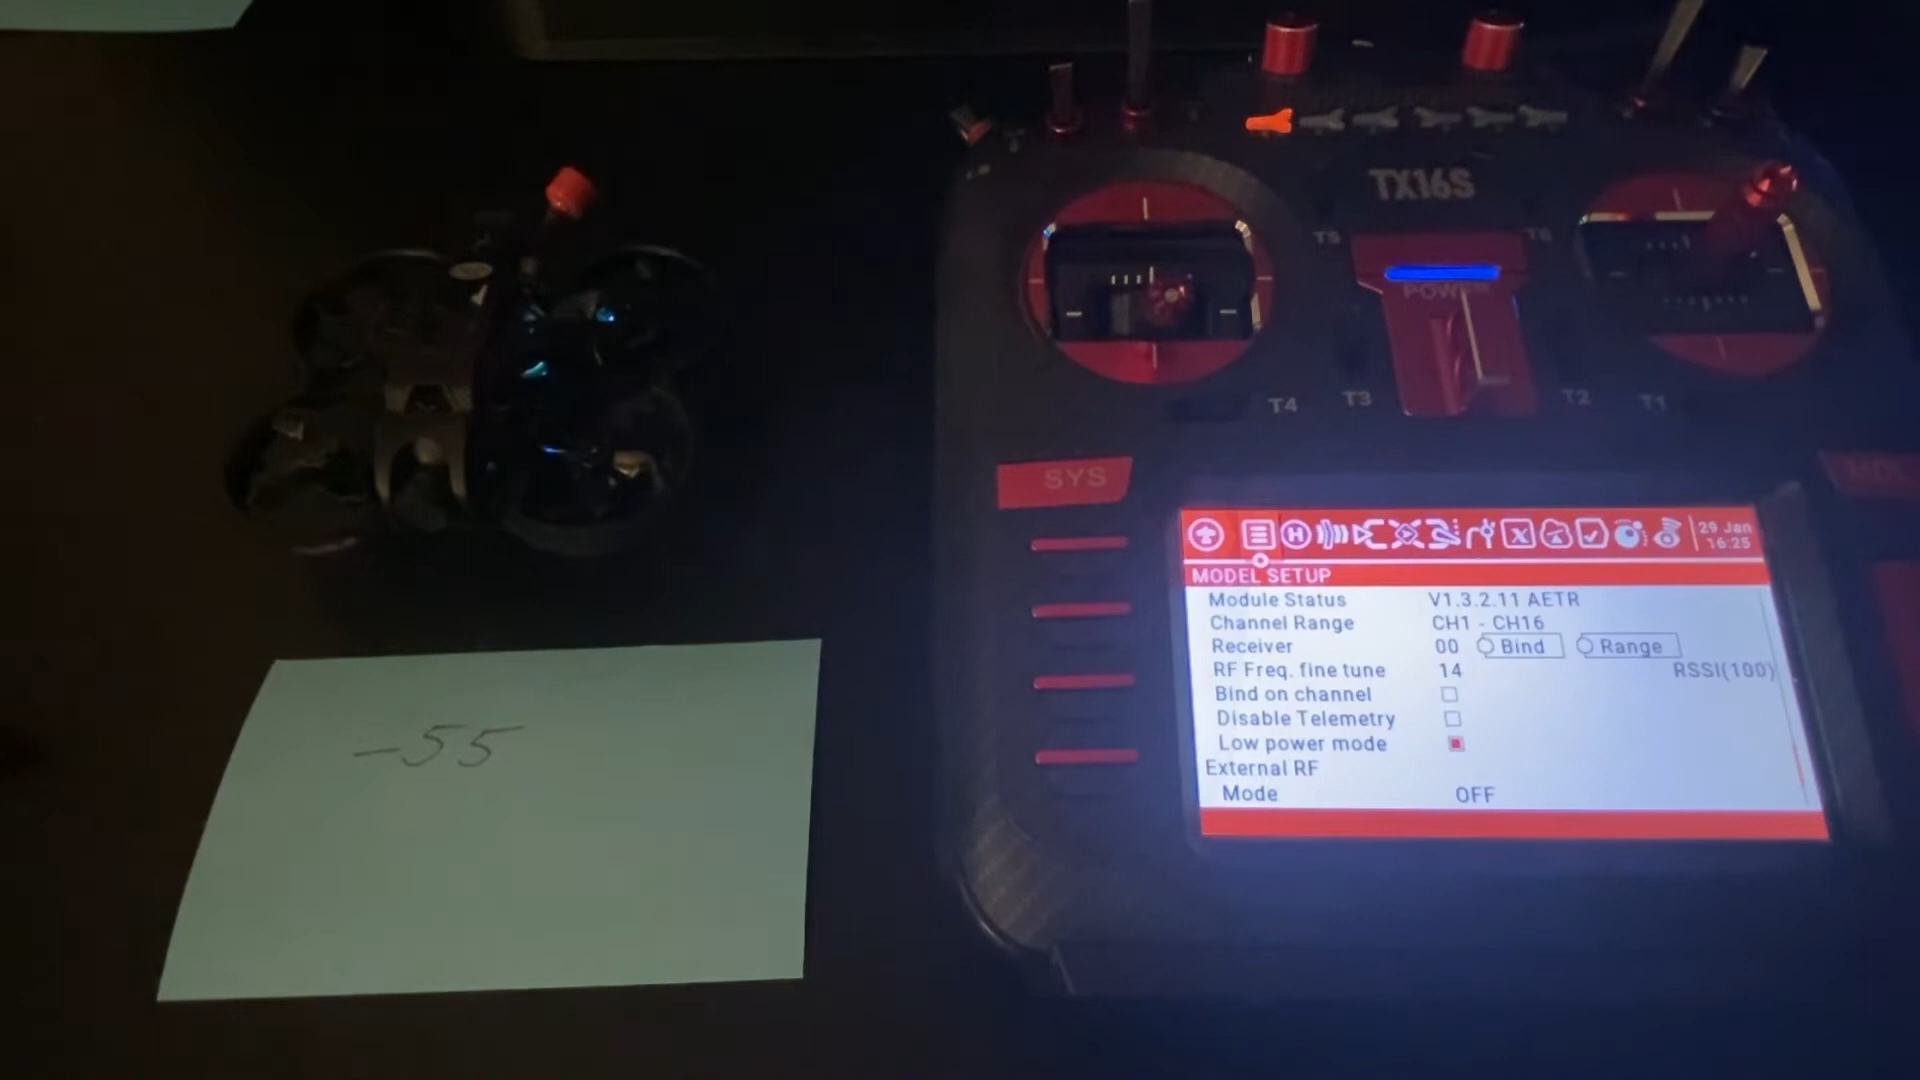 TX16S
T5
T6
POWER
T4
T3
T2
T1
SYS
MDL
29 Jan
16:25
MODEL SETUP
Module Status V1.3.2.11 AETR
Channel Range CH1 - CH16
Receiver 00 Bind Range
RF Freq. fine tune 14 RSSI(100)
Bind on channel
Disable Telemetry
Low power mode
External RF
Mode OFF
-55